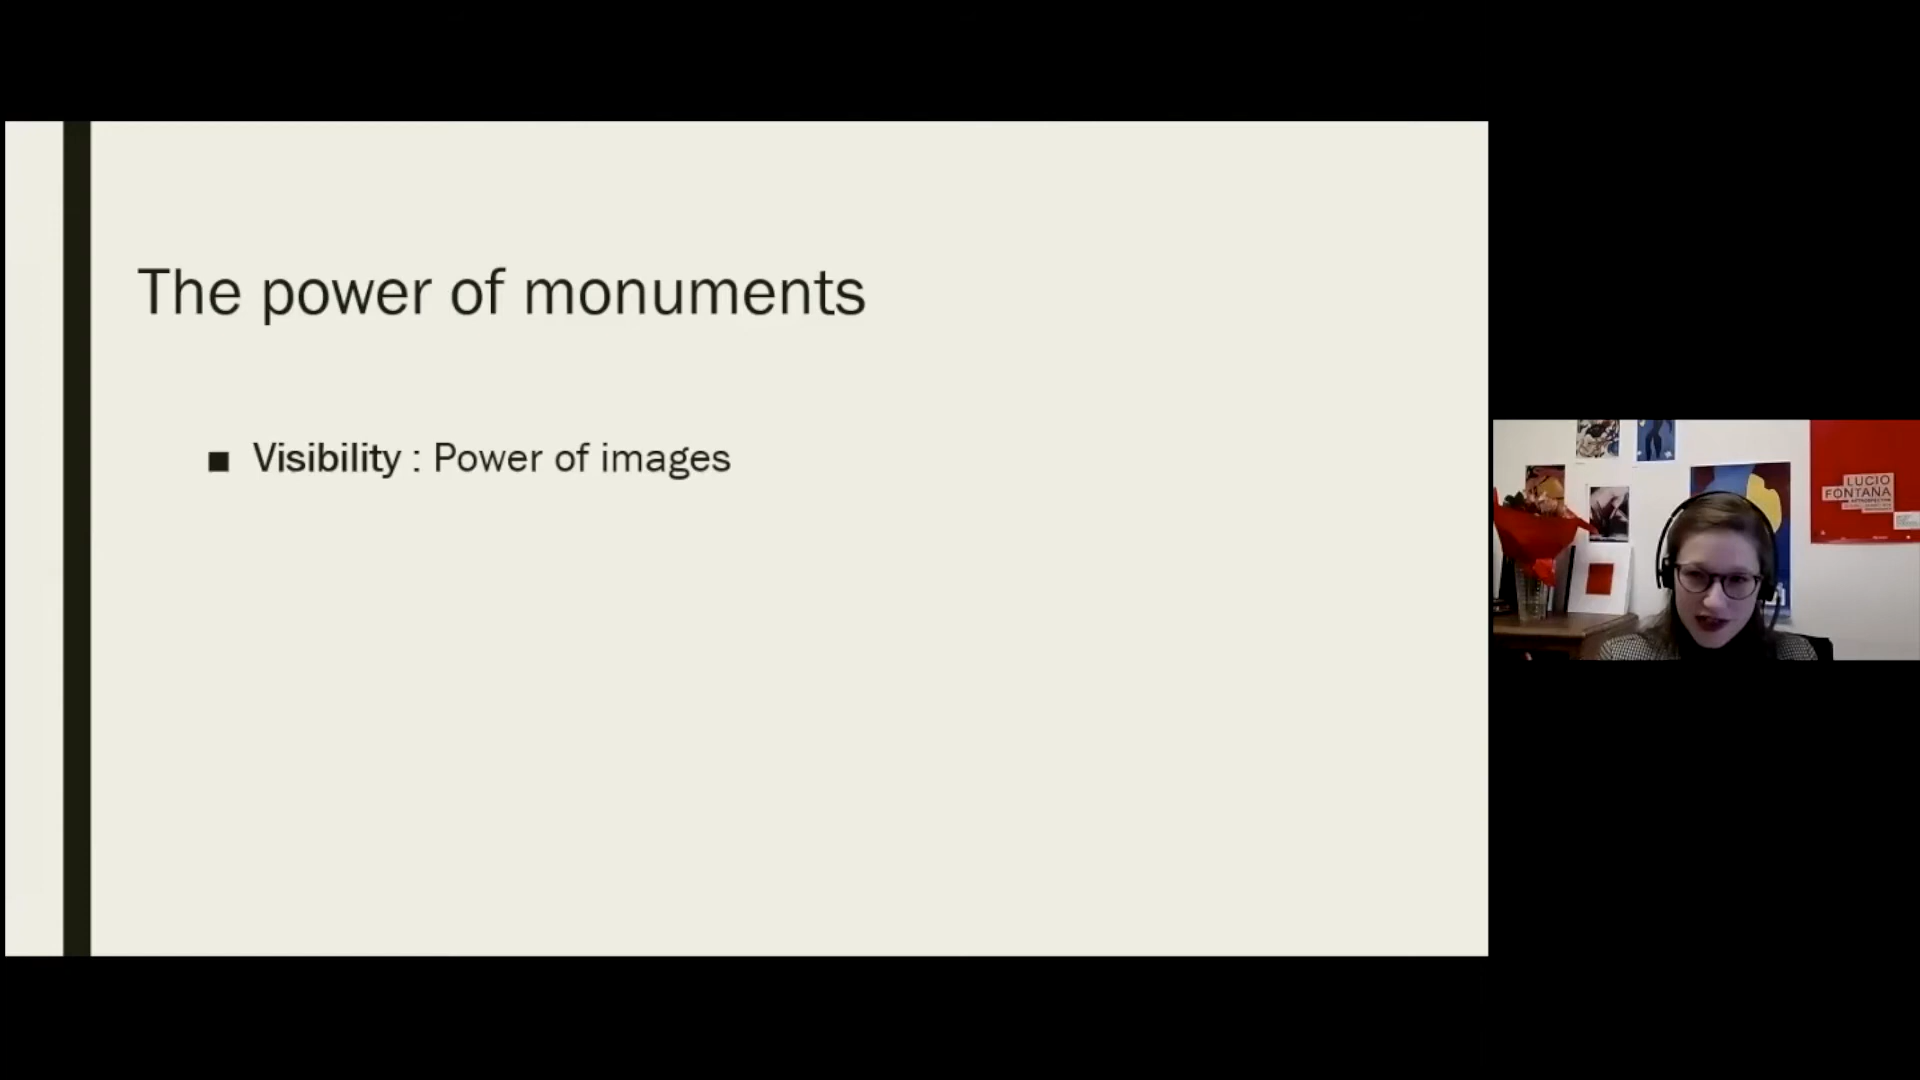 The power of monuments
■ Visibility : Power of images
LUCIO
FONTANA